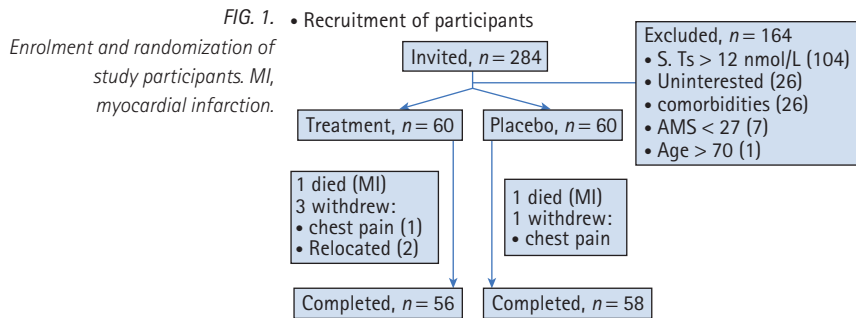 FIG. 1.
Enrolment and randomization of
study participants. MI,
myocardial infarction.
• Recruitment of participants
Invited, n = 284
Excluded, n = 164
• S. Ts > 12 nmol/L (104)
• Uninterested (26)
• comorbidities (26)
• AMS < 27 (7)
• Age > 70 (1)
Treatment, n = 60
Placebo, n = 60
1 died (MI)
3 withdrew:
• chest pain (1)
• Relocated (2)
1 died (MI)
1 withdrew:
• chest pain
Completed, n = 56
Completed, n = 58